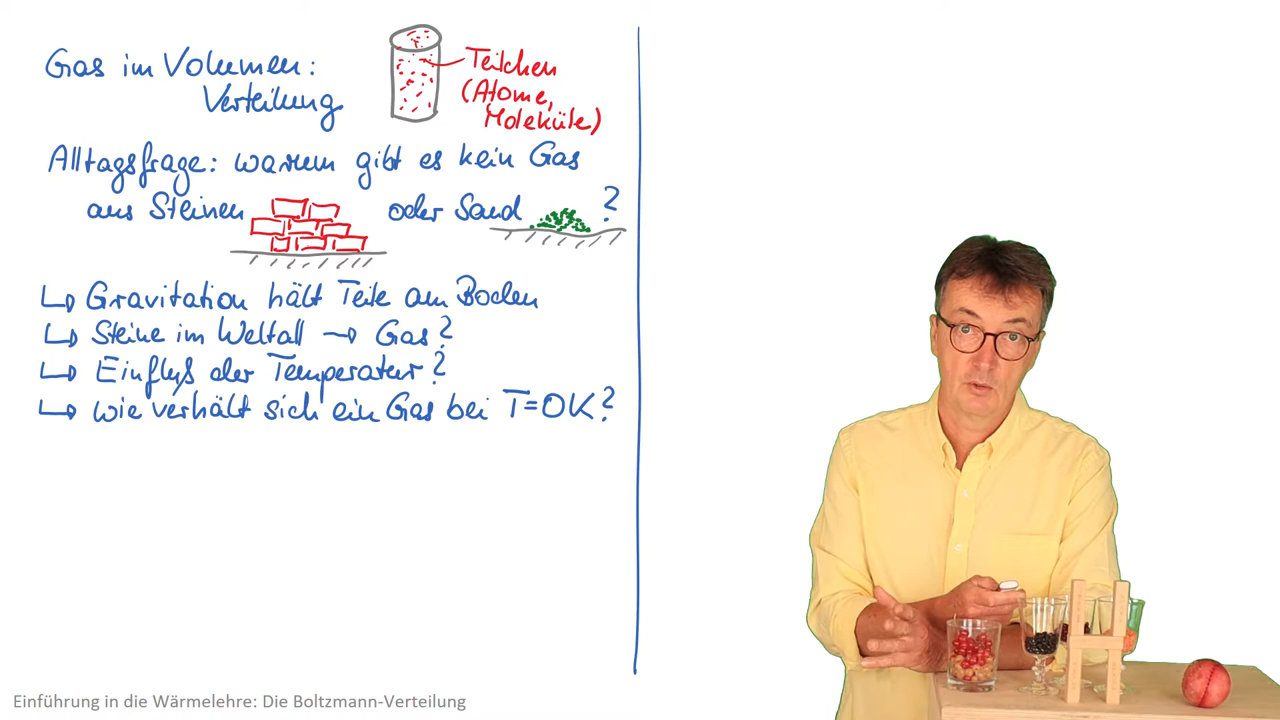 Gas im Volumen:
Verteilung
Teilchen
(Atome,
Moleküle)
Alltagsfrage: warum gibt es kein Gas
aus Steinen oder Sand ?
↳ Gravitation hält Teile am Boden
↳ Steine im Weltall → Gas?
↳ Einfluß der Temperatur?
↳ wie verhält sich ein Gas bei T=0K?
Einführung in die Wärmelehre: Die Boltzmann-Verteilung